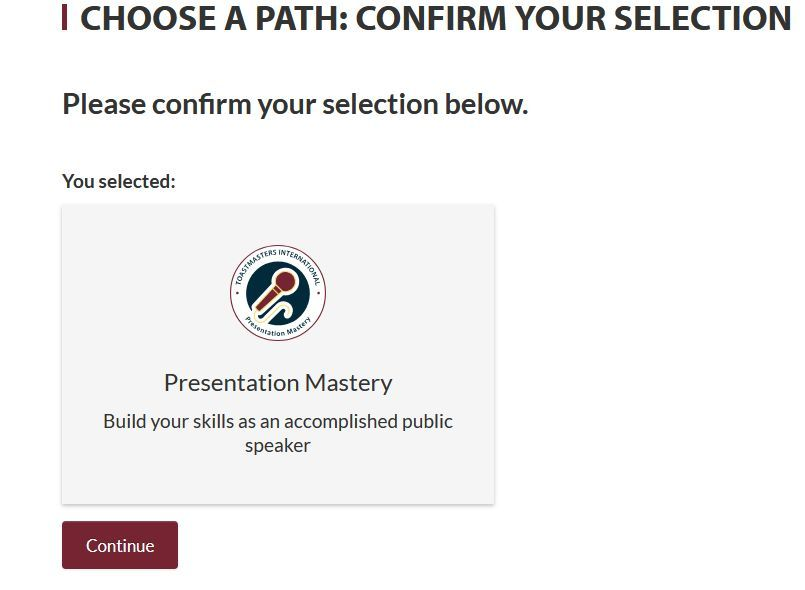 CHOOSE A PATH: CONFIRM YOUR SELECTION
Please confirm your selection below.
You selected:
TOASTMASTERS INTERNATIONAL
Presentation Mastery
Presentation Mastery
Build your skills as an accomplished public
speaker
Continue